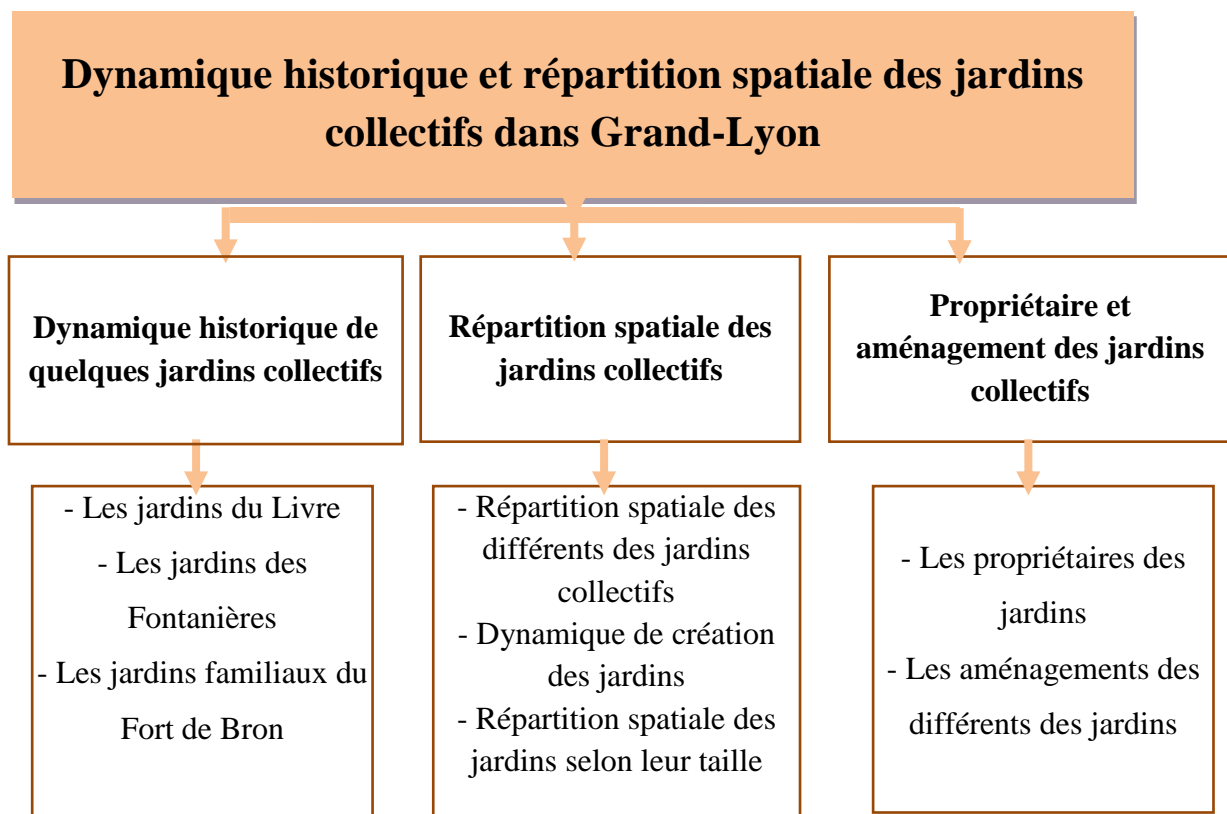 Dynamique historique et répartition spatiale des jardins
collectifs dans Grand-Lyon
Dynamique historique de
quelques jardins collectifs
Répartition spatiale des
jardins collectifs
Propriétaire et
aménagement des jardins
collectifs
- Les jardins du Livre
- Les jardins des
Fontanières
- Les jardins familiaux du
Fort de Bron
- Répartition spatiale des
différents des jardins
collectifs
- Dynamique de création
des jardins
- Répartition spatiale des
jardins selon leur taille
- Les propriétaires des
jardins
- Les aménagements des
différents des jardins